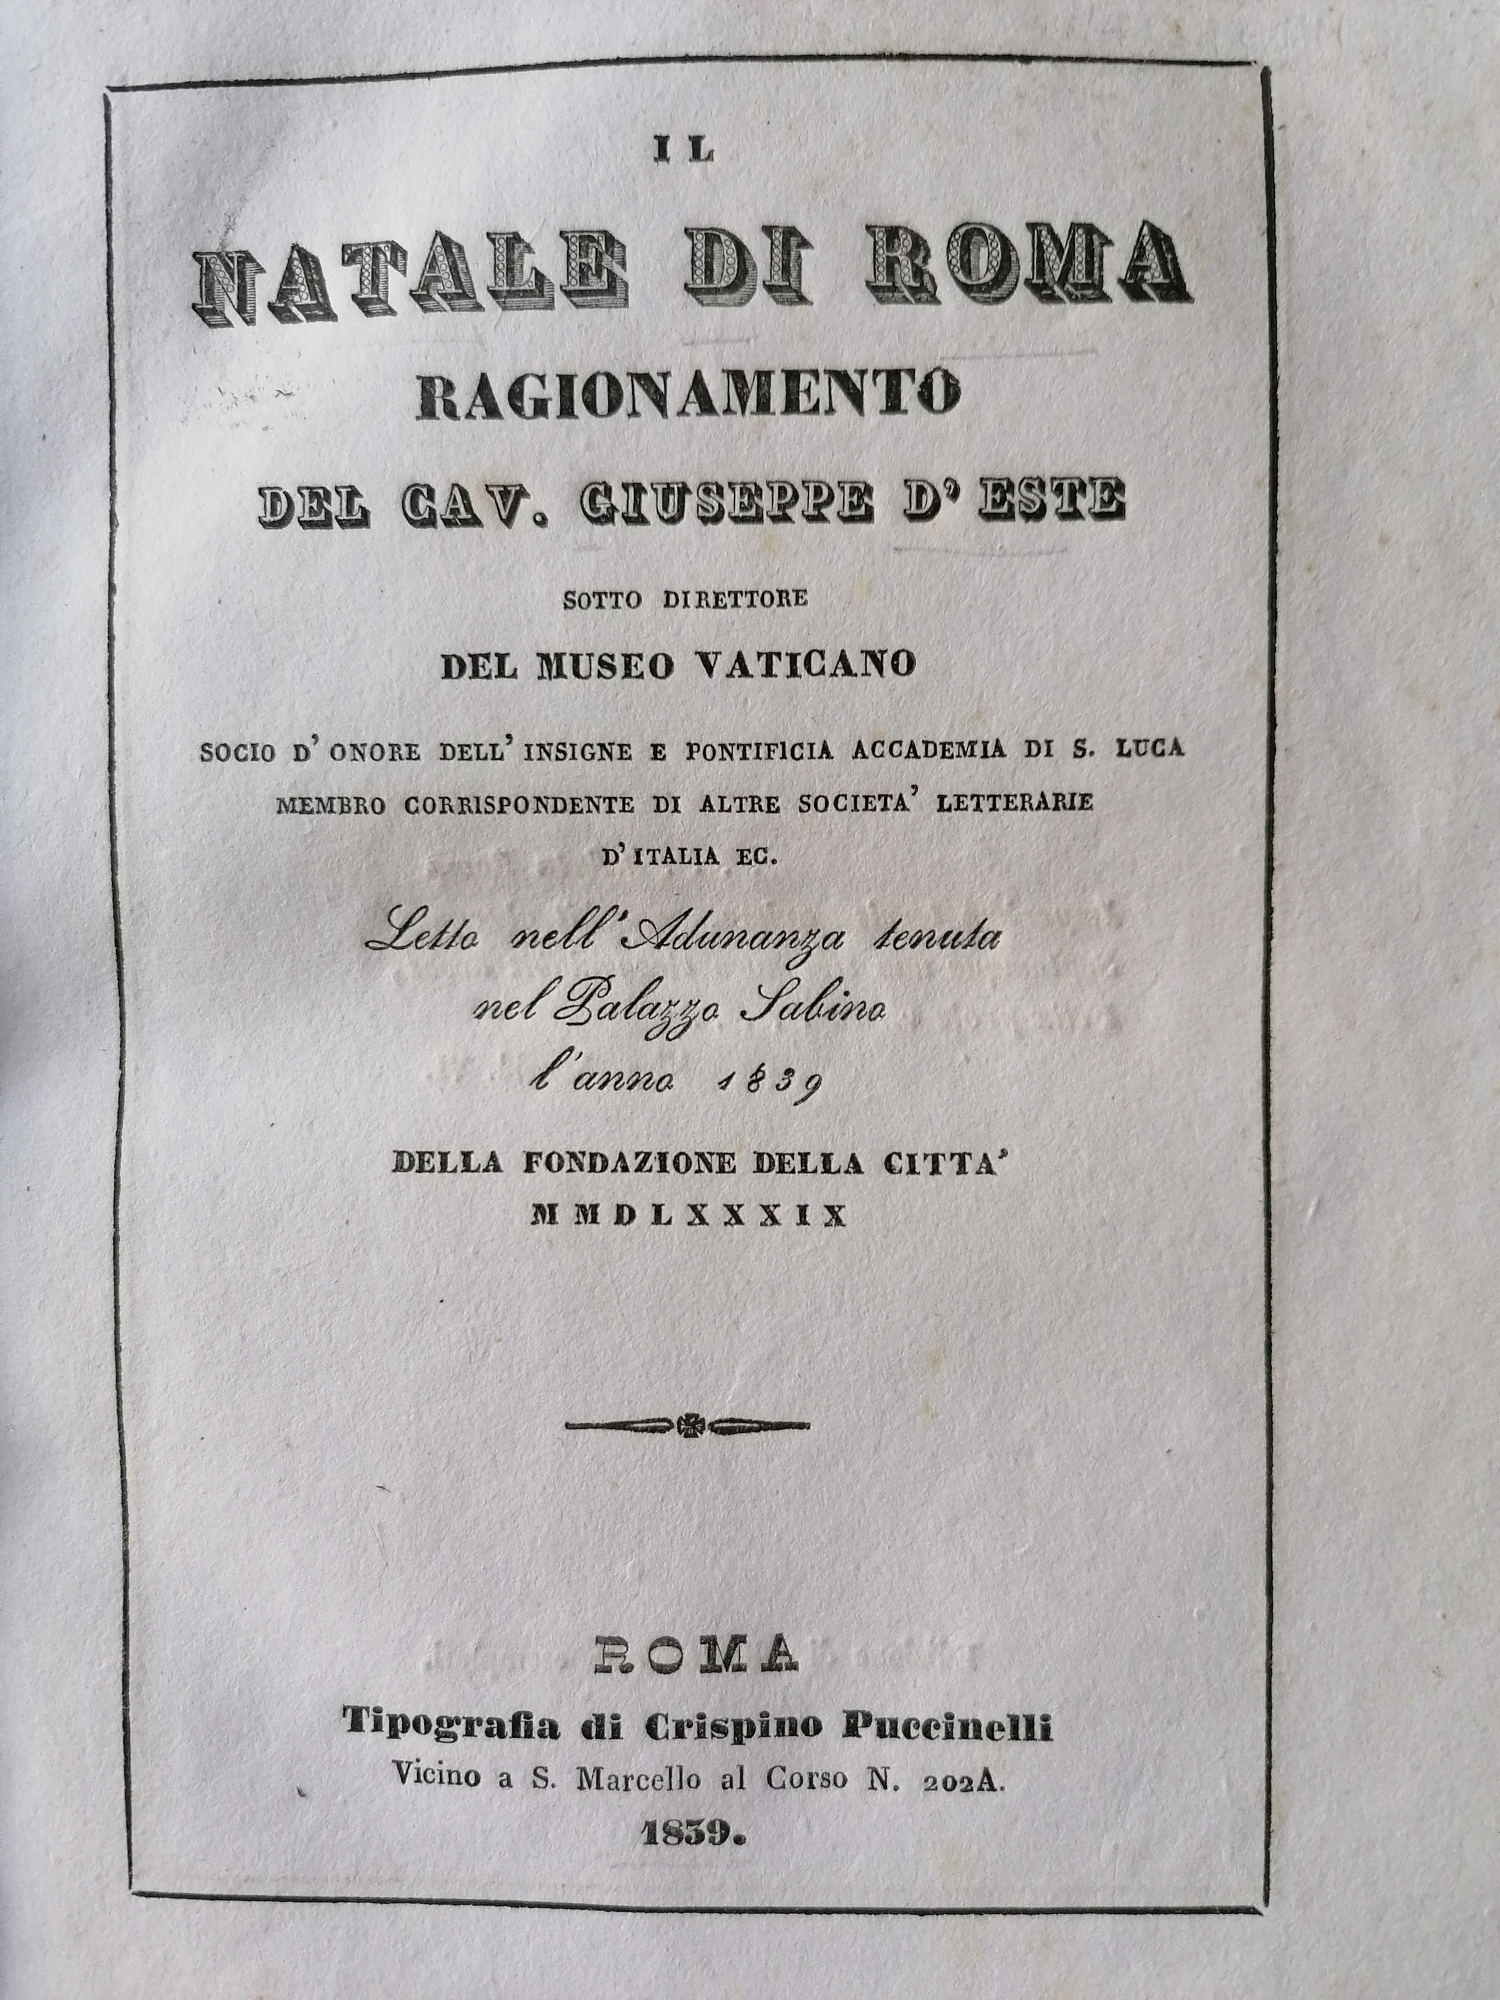 IL
NATALE DI ROMA
RAGIONAMENTO
DEL CAV. GIUSEPPE D' ESTE
SOTTO DIRETTORE
DEL MUSEO VATICANO
SOCIO D' ONORE DELL' INSIGNE E PONTIFICIA ACCADEMIA DI S. LUCA
MEMBRO CORRISPONDENTE DI ALTRE SOCIETA' LETTERARIE
D' ITALIA EC.
Letto nell' Adunanza tenuta
nel Palazzo Sabino
l' anno 1839
DELLA FONDAZIONE DELLA CITTA'
MMDLXXXIX
ROMA
Tipografia di Crispino Puccinelli
Vicino a S. Marcello al Corso N. 202A.
1839.